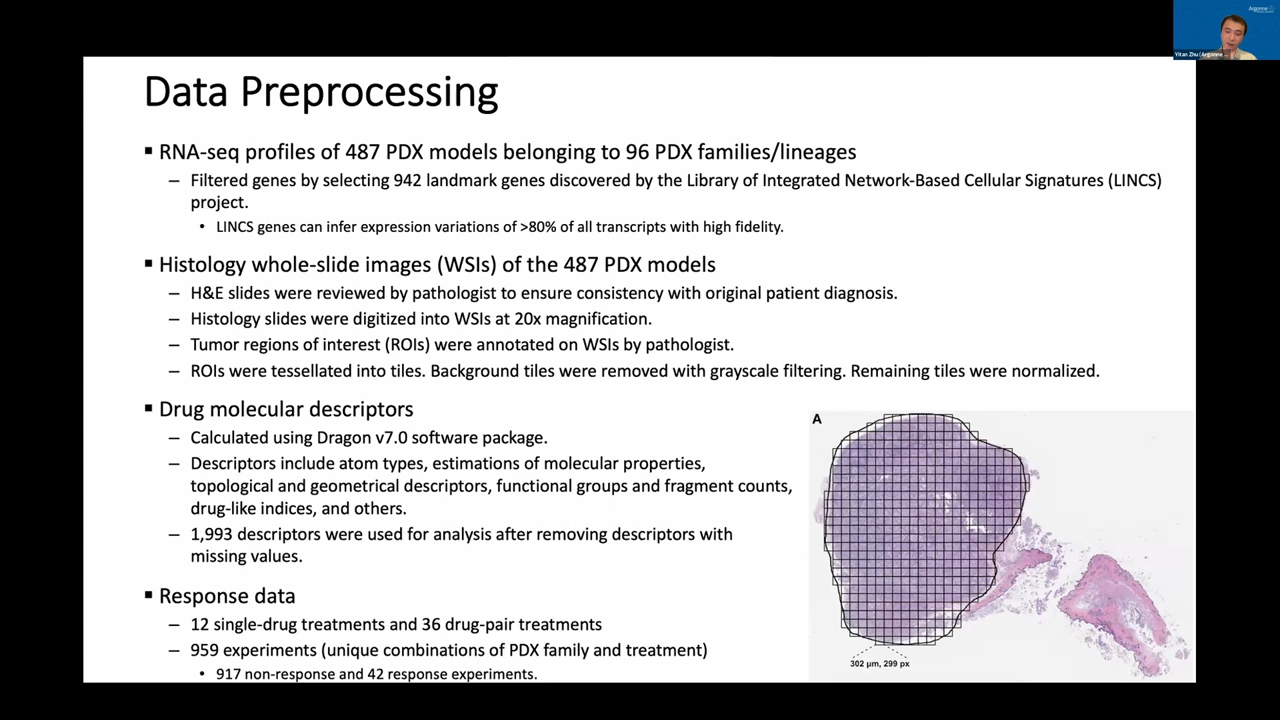 Argonne
Yitan Zhu (Argonne ...
Data Preprocessing
▪ RNA-seq profiles of 487 PDX models belonging to 96 PDX families/lineages
– Filtered genes by selecting 942 landmark genes discovered by the Library of Integrated Network-Based Cellular Signatures (LINCS)
project.
• LINCS genes can infer expression variations of >80% of all transcripts with high fidelity.
▪ Histology whole-slide images (WSIs) of the 487 PDX models
– H&E slides were reviewed by pathologist to ensure consistency with original patient diagnosis.
– Histology slides were digitized into WSIs at 20x magnification.
– Tumor regions of interest (ROIs) were annotated on WSIs by pathologist.
– ROIs were tessellated into tiles. Background tiles were removed with grayscale filtering. Remaining tiles were normalized.
▪ Drug molecular descriptors
– Calculated using Dragon v7.0 software package.
– Descriptors include atom types, estimations of molecular properties,
topological and geometrical descriptors, functional groups and fragment counts,
drug-like indices, and others.
– 1,993 descriptors were used for analysis after removing descriptors with
missing values.
▪ Response data
– 12 single-drug treatments and 36 drug-pair treatments
– 959 experiments (unique combinations of PDX family and treatment)
• 917 non-response and 42 response experiments.
A
302 µm, 299 px